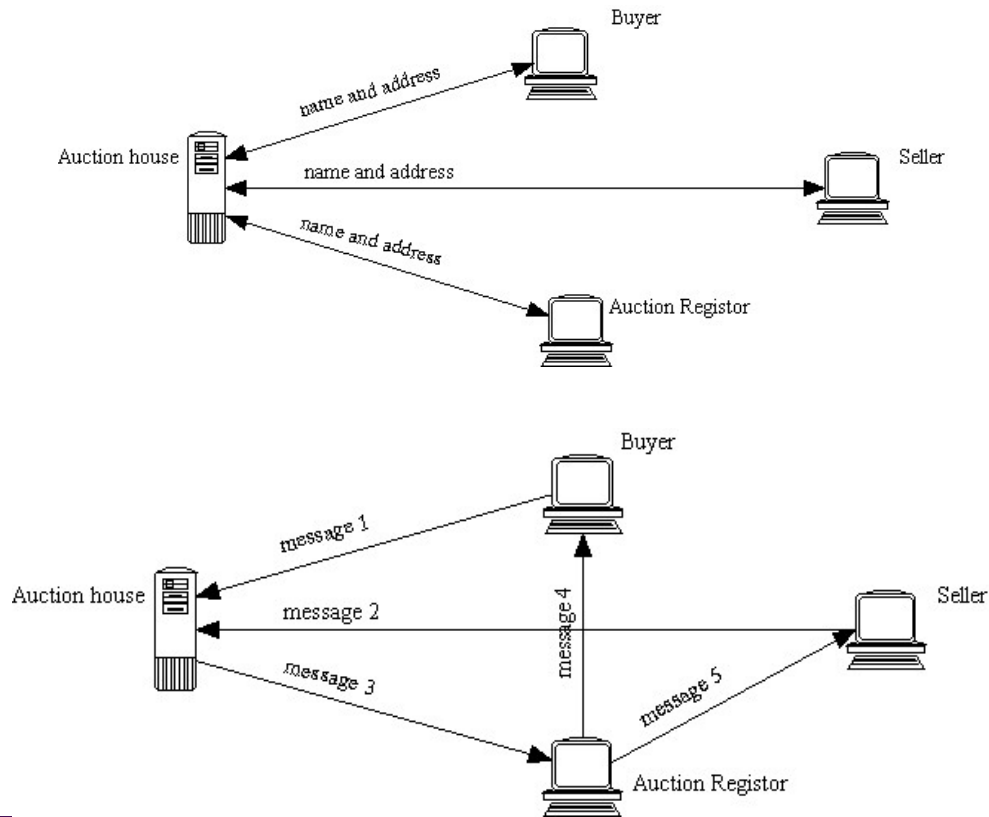 Buyer
name and address
Auction house
name and address
Seller
name and address
Auction Registor
Buyer
message 1
Auction house
message 2
message 4
Seller
message 3
message 5
Auction Registor